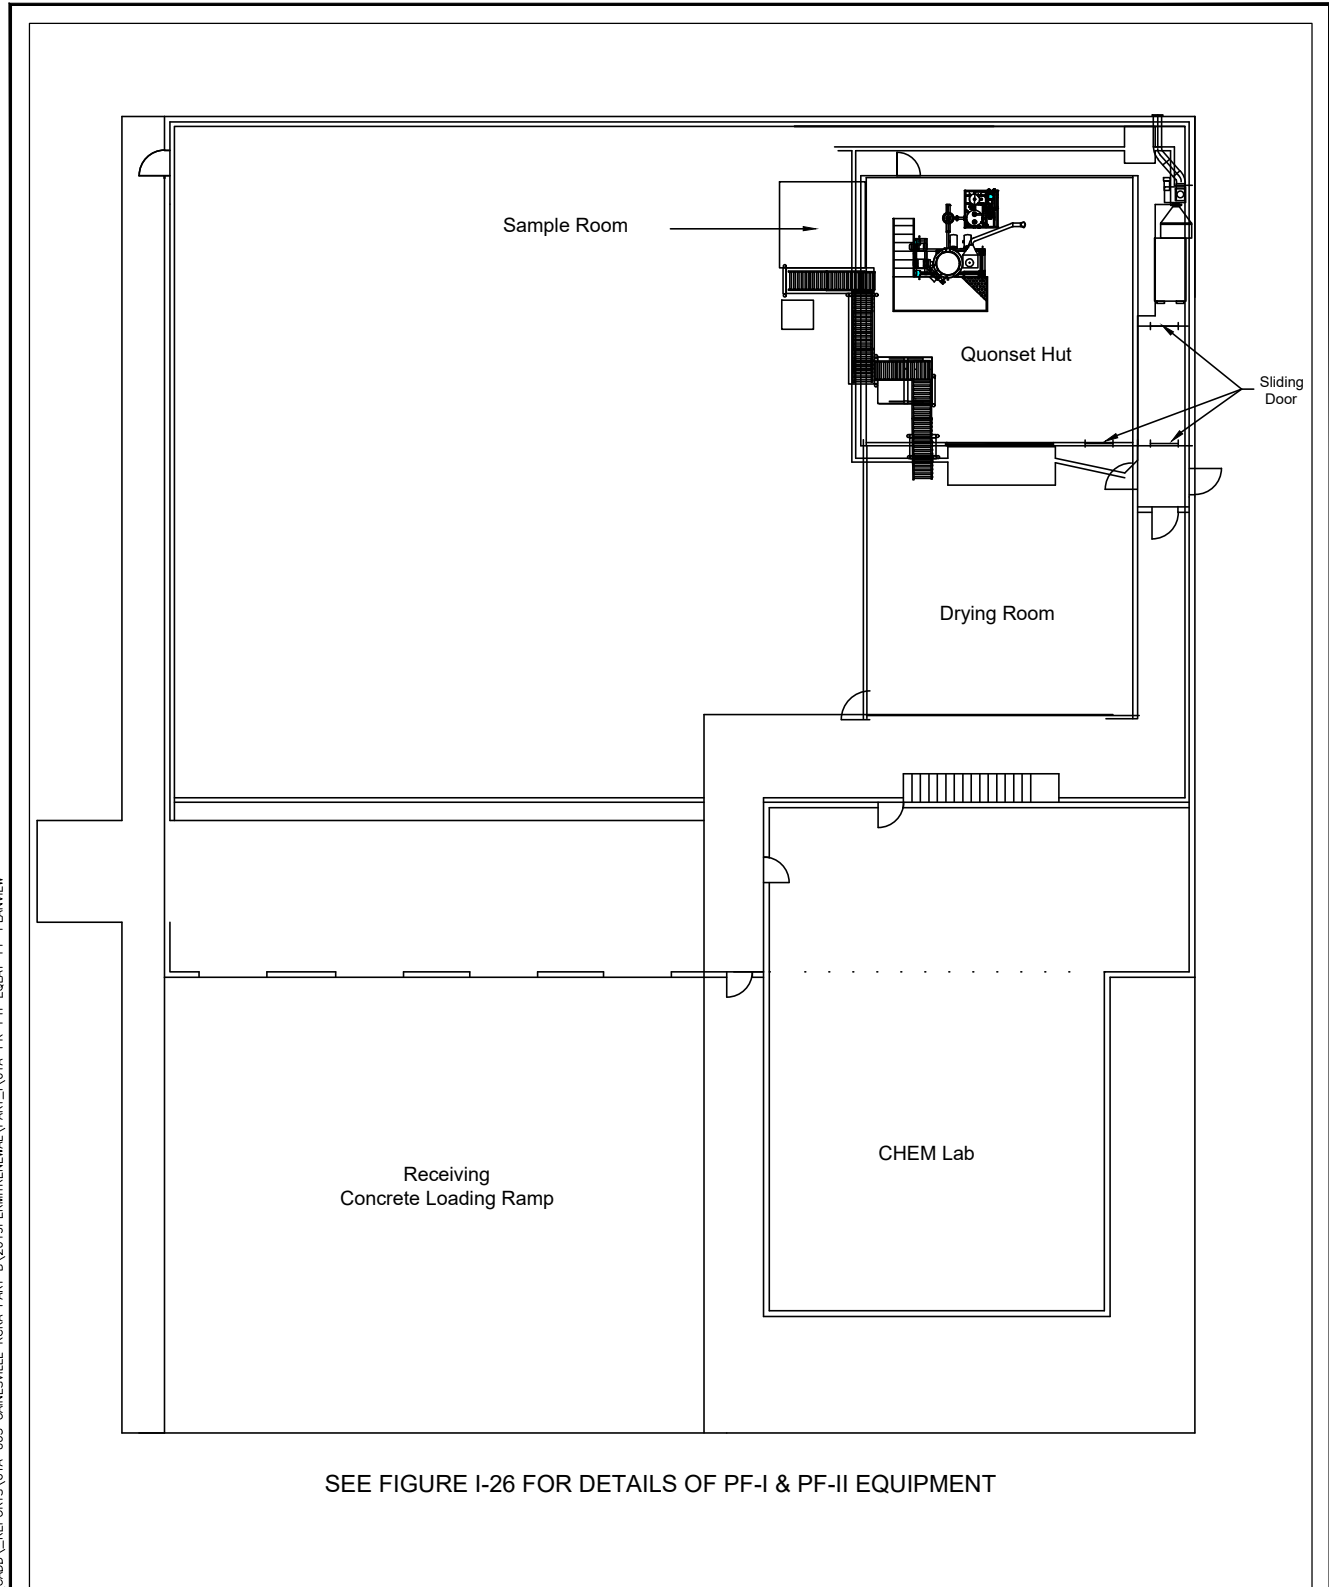 Sample Room
Quonset Hut
Sliding
Door
Drying Room
CHEM Lab
Receiving
Concrete Loading Ramp
SEE FIGURE I-26 FOR DETAILS OF PF-I & PF-II EQUIPMENT